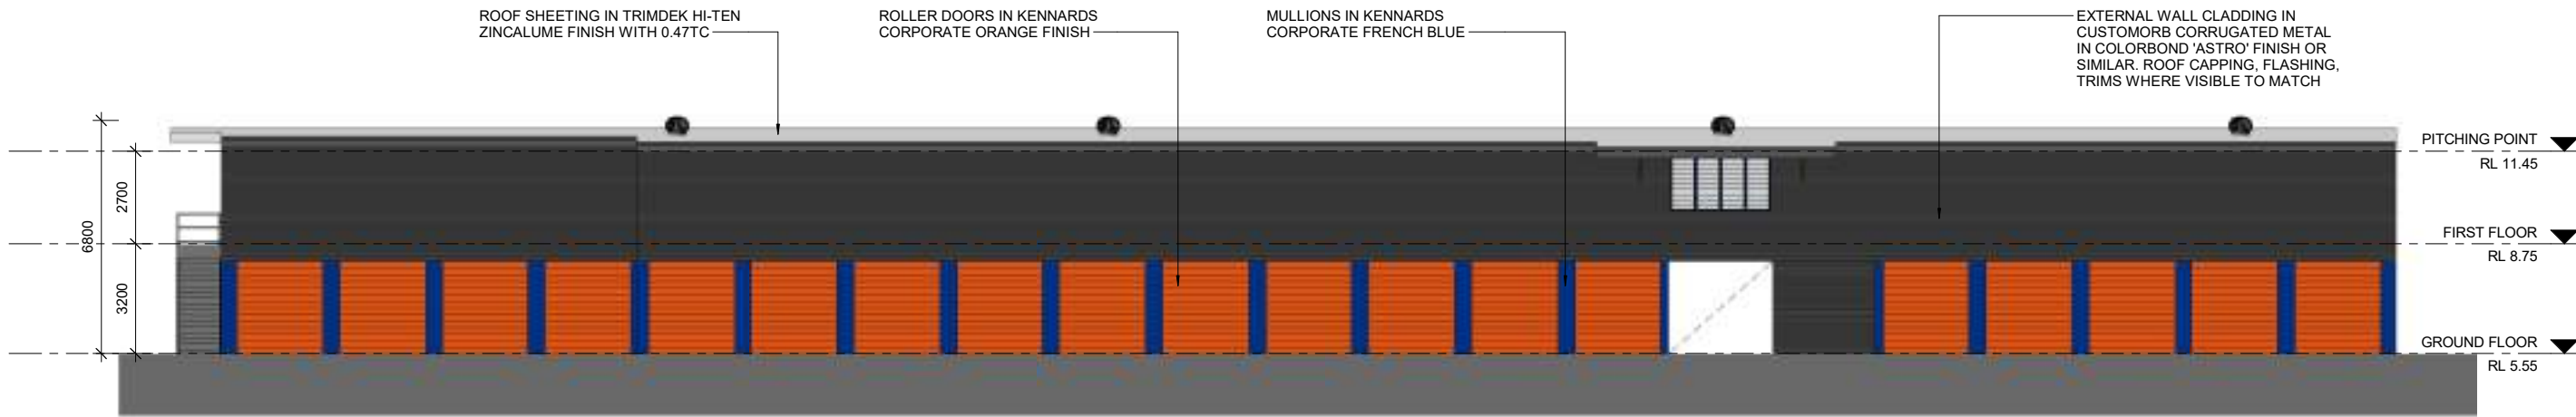 ROOF SHEETING IN TRIMDEK HI-TEN
ZINCALUME FINISH WITH 0.47TC
ROLLER DOORS IN KENNARDS
CORPORATE ORANGE FINISH
MULLIONS IN KENNARDS
CORPORATE FRENCH BLUE
EXTERNAL WALL CLADDING IN
CUSTOMORB CORRUGATED METAL
IN COLORBOND 'ASTRO' FINISH OR
SIMILAR. ROOF CAPPING, FLASHING,
TRIMS WHERE VISIBLE TO MATCH
PITCHING POINT
RL 11.45
2700
6800
FIRST FLOOR
RL 8.75
3200
GROUND FLOOR
RL 5.55